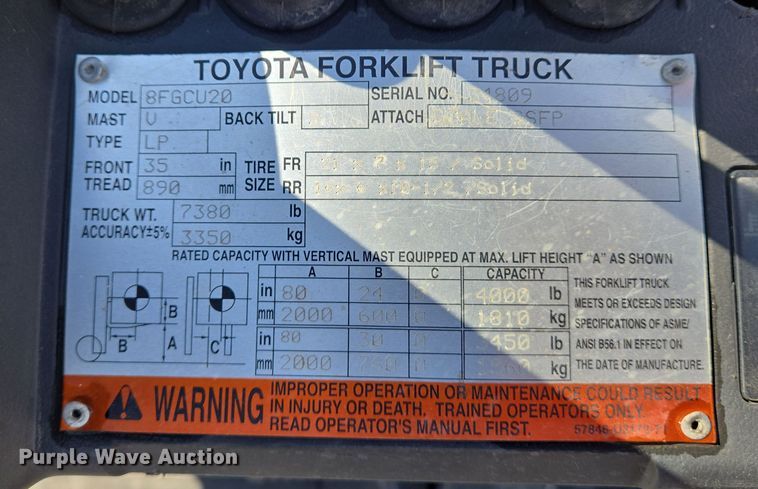 TOYOTA FORKLIFT TRUCK
MODEL 8FGCU20 SERIAL NO.
MAST V BACK TILT ATTACH
TYPE LP
FRONT TREAD 35 in TIRE SIZE FR / Solid
890 mm RR /Solid
TRUCK WT. 7380 lb
ACCURACY±5% 3350 kg
RATED CAPACITY WITH VERTICAL MAST EQUIPPED AT MAX. LIFT HEIGHT "A" AS SHOWN
A B C CAPACITY
in 80 24 4000 lb
mm 2000 600 0 1810 kg
in 80 30 0 lb
mm 2000 0 kg
B A B C
THIS FORKLIFT TRUCK
MEETS OR EXCEEDS DESIGN
SPECIFICATIONS OF ASME/
ANSI B56.1 IN EFFECT ON
THE DATE OF MANUFACTURE.
WARNING
IMPROPER OPERATION OR MAINTENANCE COULD RESULT
IN INJURY OR DEATH. TRAINED OPERATORS ONLY.
READ OPERATOR'S MANUAL FIRST.
Purple Wave Auction